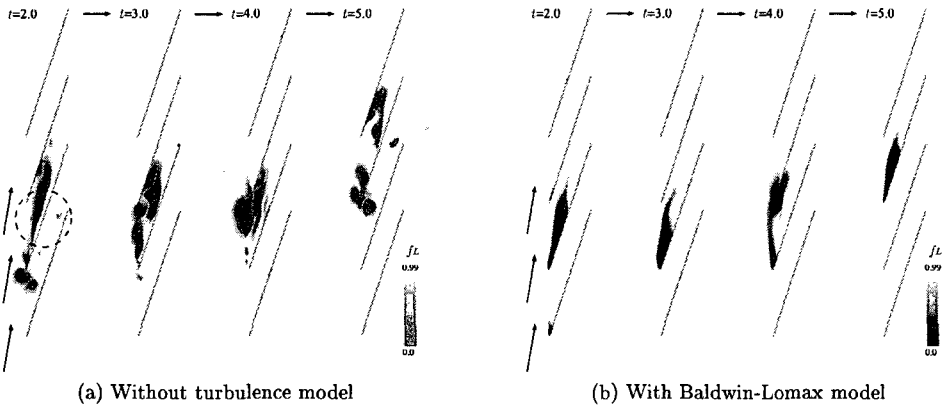 t=2.0 t=3.0 t=4.0 t=5.0
fL
0.99
0.0
(a) Without turbulence model
t=2.0 t=3.0 t=4.0 t=5.0
fL
0.99
0.0
(b) With Baldwin-Lomax model